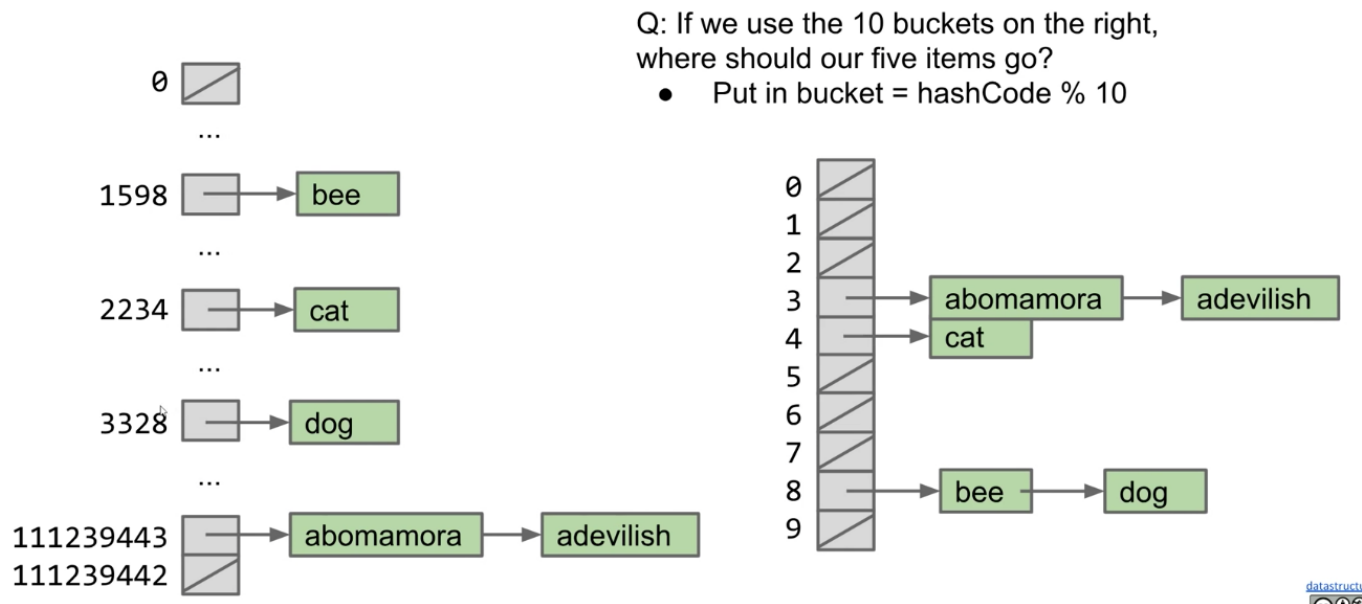 Q: If we use the 10 buckets on the right,
where should our five items go?
● Put in bucket = hashCode % 10
0
...
1598 bee
...
2234 cat
...
3328 dog
...
111239443 abomamora adevilish
111239442
0
1
2
3 abomamora adevilish
4 cat
5
6
7
8 bee dog
9
datastructu